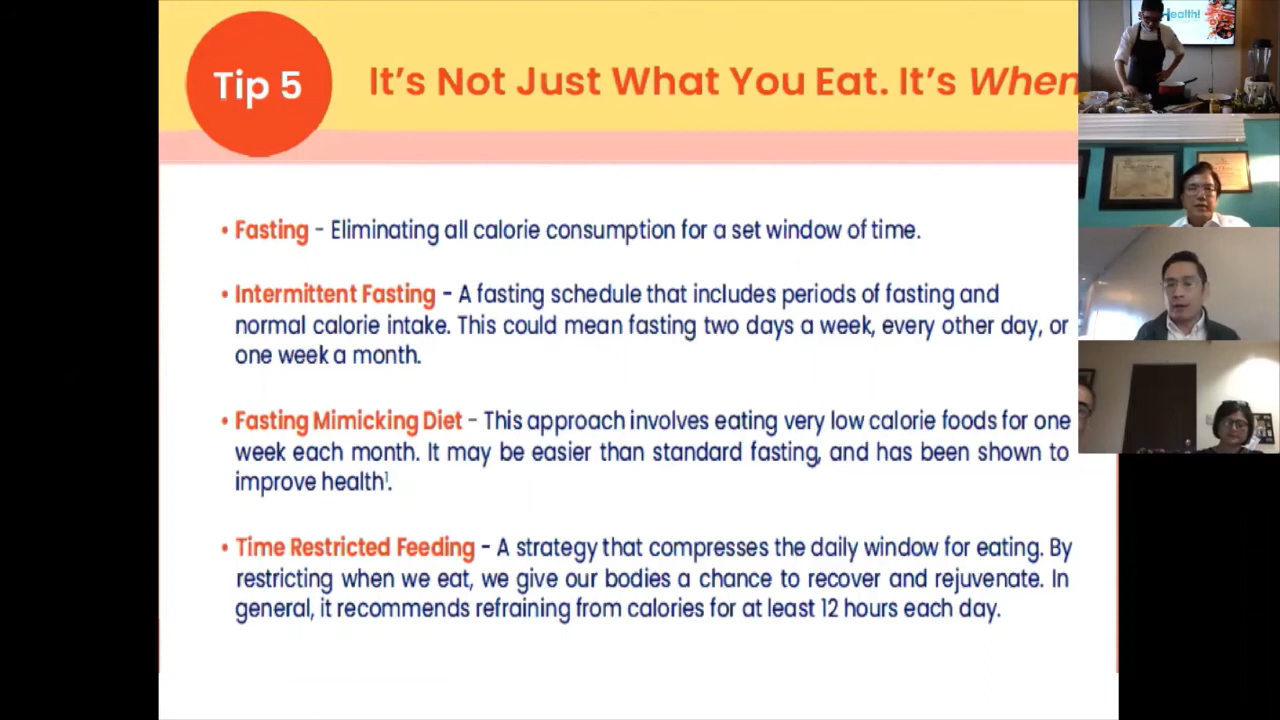 Tip 5
It's Not Just What You Eat. It's When
• Fasting - Eliminating all calorie consumption for a set window of time.
• Intermittent Fasting - A fasting schedule that includes periods of fasting and
normal calorie intake. This could mean fasting two days a week, every other day, or
one week a month.
• Fasting Mimicking Diet - This approach involves eating very low calorie foods for one
week each month. It may be easier than standard fasting, and has been shown to
improve health¹.
• Time Restricted Feeding - A strategy that compresses the daily window for eating. By
restricting when we eat, we give our bodies a chance to recover and rejuvenate. In
general, it recommends refraining from calories for at least 12 hours each day.
Health!